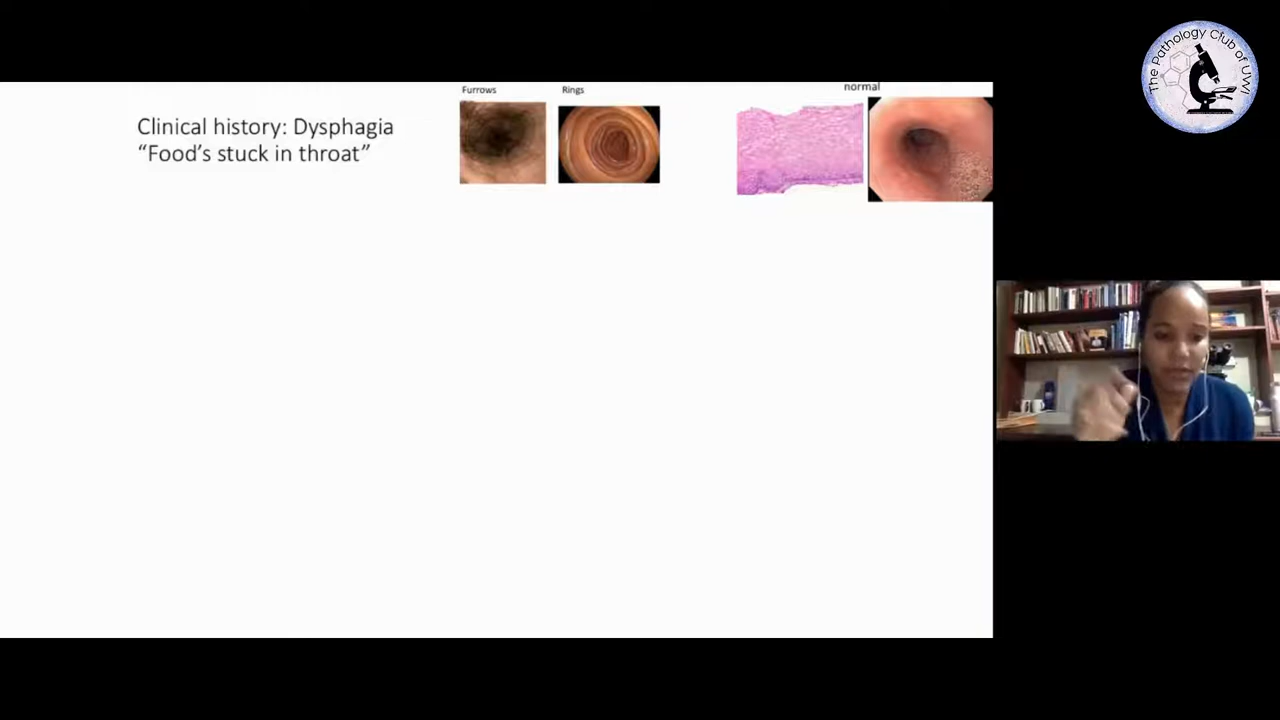 The Pathology Club of UWI
Furrows
Rings
normal
Clinical history: Dysphagia
“Food’s stuck in throat”